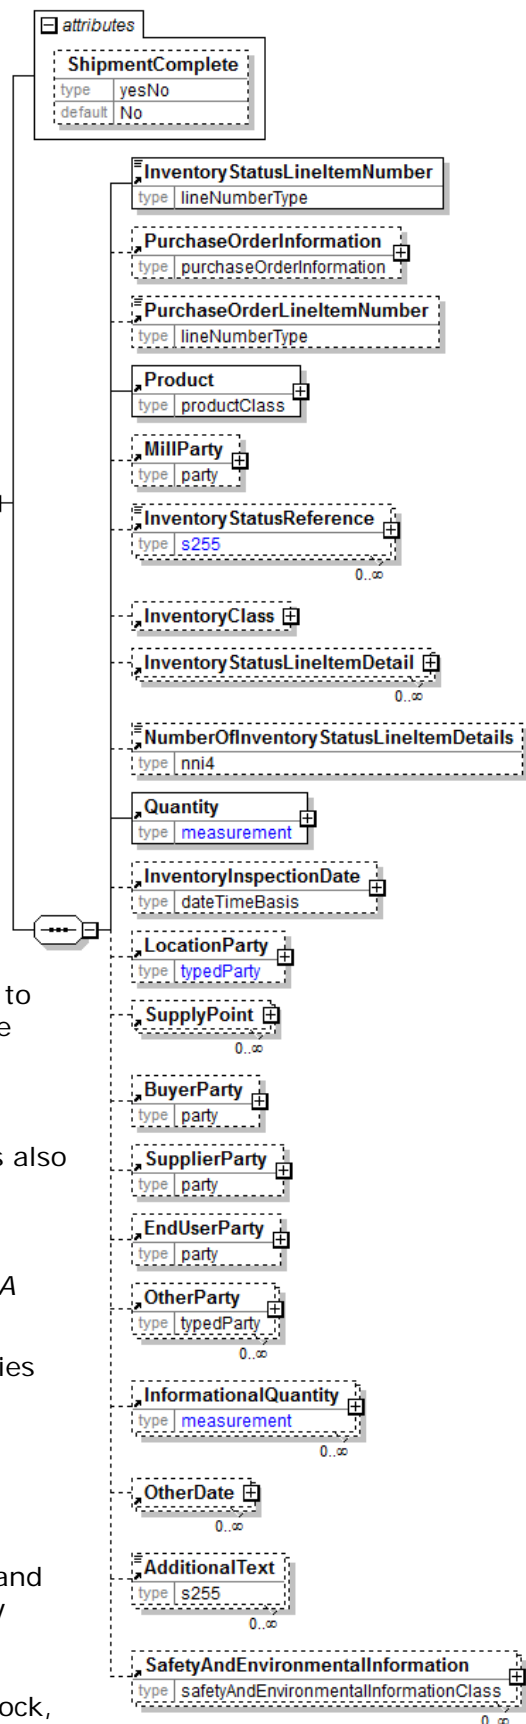 attributes
ShipmentComplete
type yesNo
default No
InventoryStatusLineItemNumber
type lineNumberType
PurchaseOrderInformation
type purchaseOrderInformation
PurchaseOrderLineItemNumber
type lineNumberType
Product
type productClass
MillParty
type party
InventoryStatusReference
type s255
0..∞
InventoryClass
InventoryStatusLineItemDetail
0..∞
NumberOfInventoryStatusLineItemDetails
type nni4
Quantity
type measurement
InventoryInspectionDate
type dateTimeBasis
LocationParty
type typedParty
to
e
SupplyPoint
0..∞
BuyerParty
type party
s also
SupplierParty
type party
EndUserParty
type party
A
OtherParty
type typedParty
0..∞
ies
InformationalQuantity
type measurement
0..∞
OtherDate
0..∞
and
y
AdditionalText
type s255
0..∞
SafetyAndEnvironmentalInformation
type safetyAndEnvironmentalInformationClass
0..∞
ock,